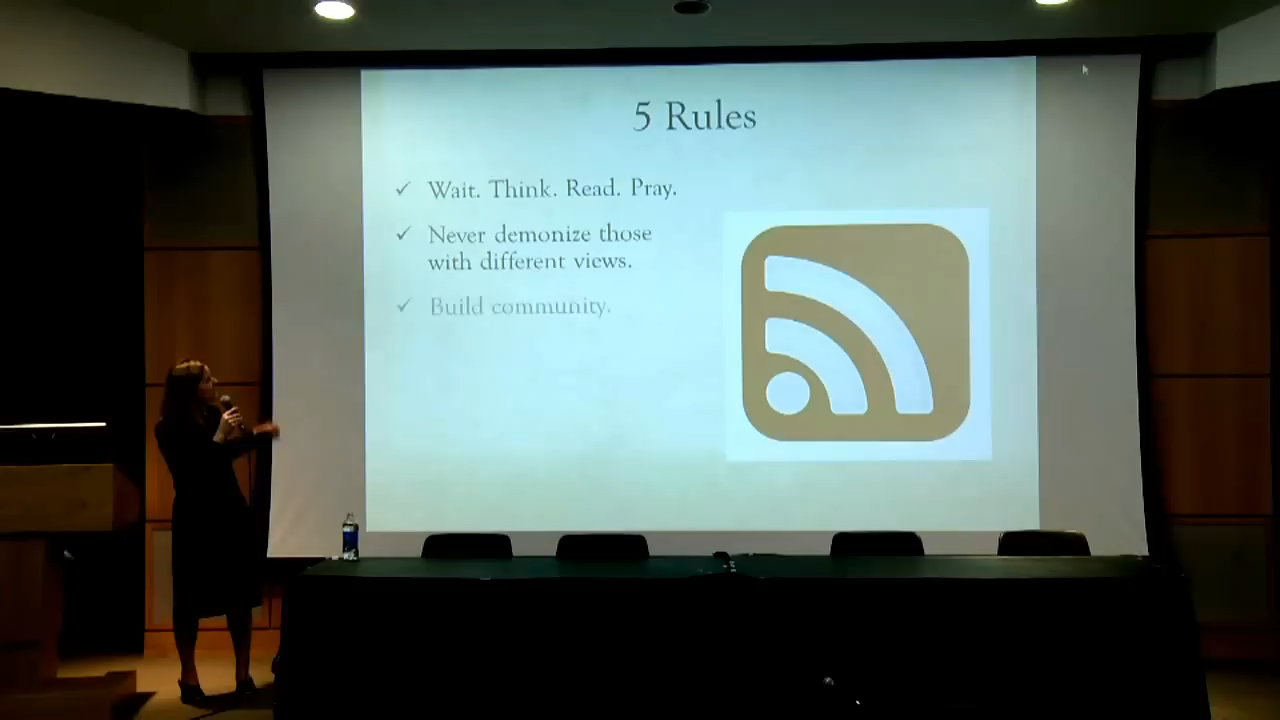 5 Rules
Wait. Think. Read. Pray.
Never demonize those
with different views.
Build community.